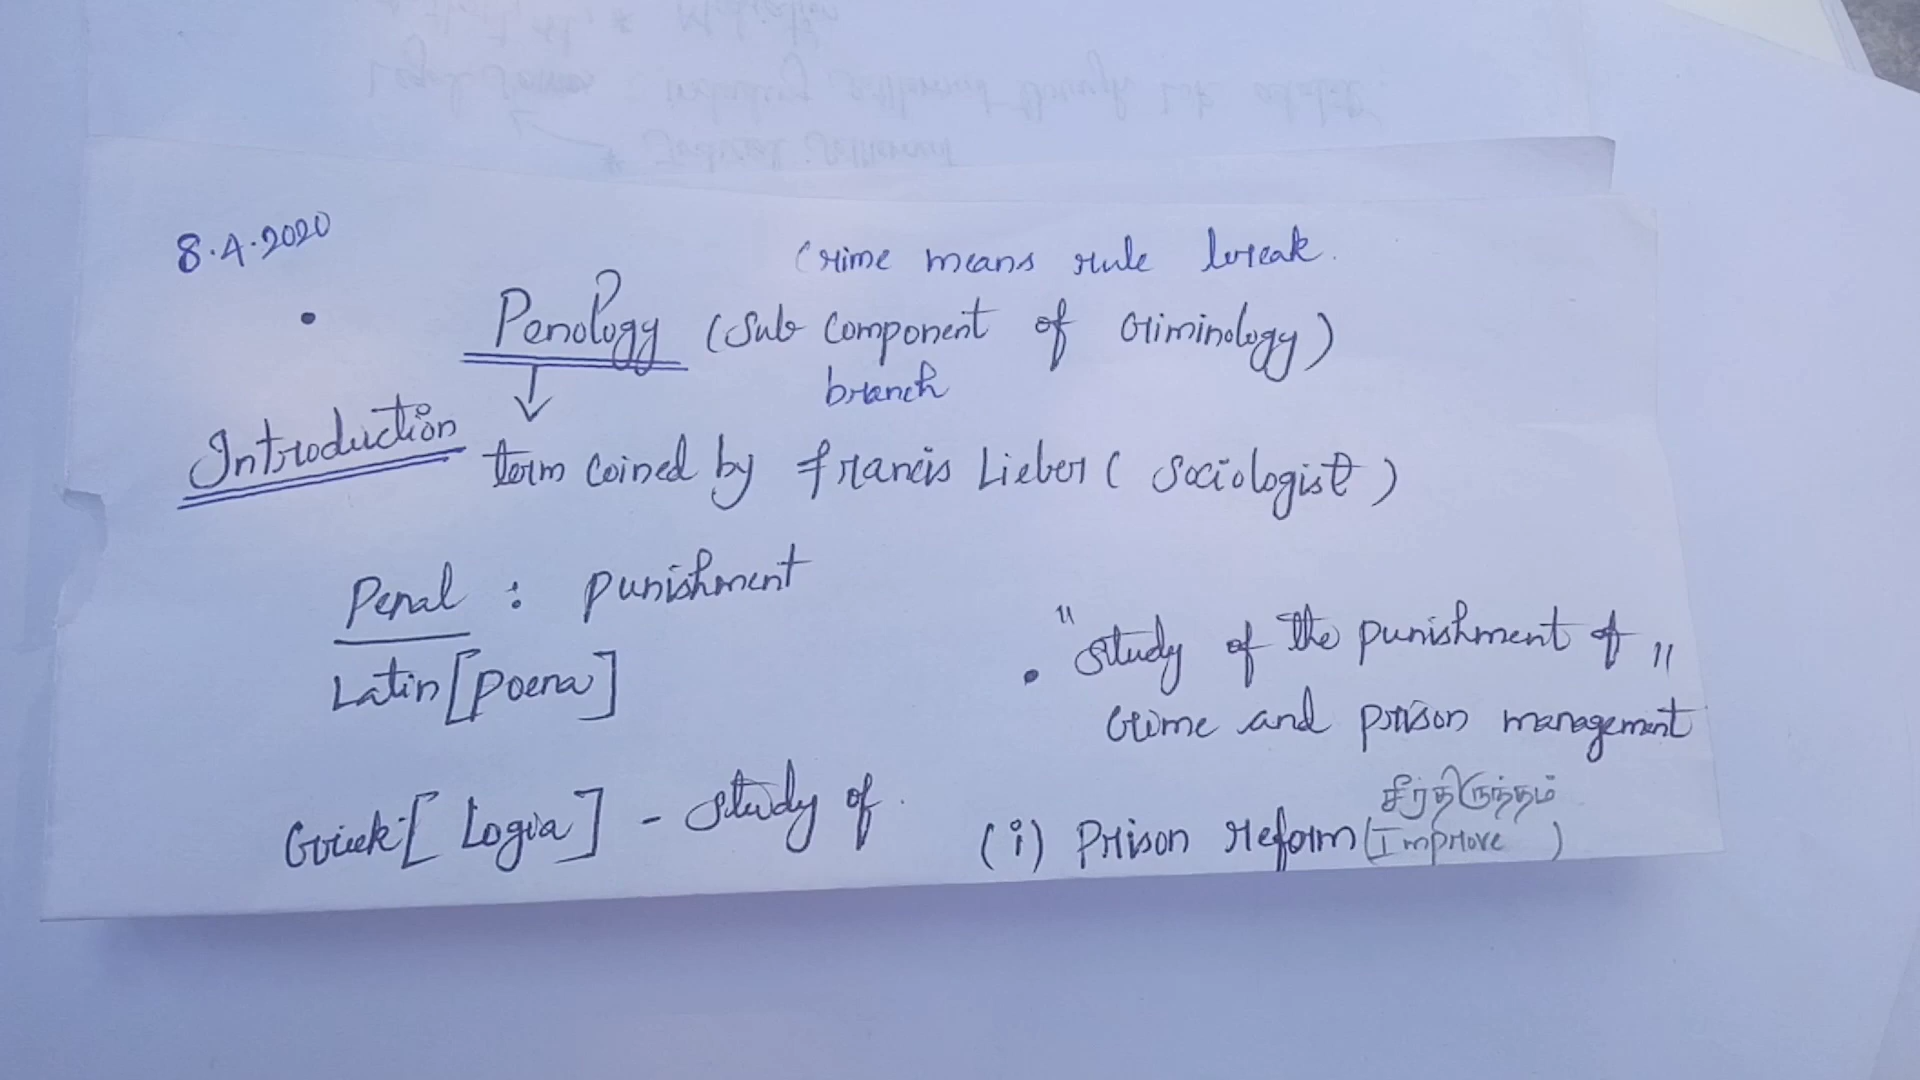 8.4.2020
Crime means rule break.
Penology (Sub Component of Criminology)
branch
Introduction
term coined by Francis Lieber ( Sociologist )
Penal : punishment
Latin [poena]
Greek [ Logia ] - study of
"study of the punishment of"
crime and prison management
சீர்திருத்தம்
(i) Prison reform (Improve )